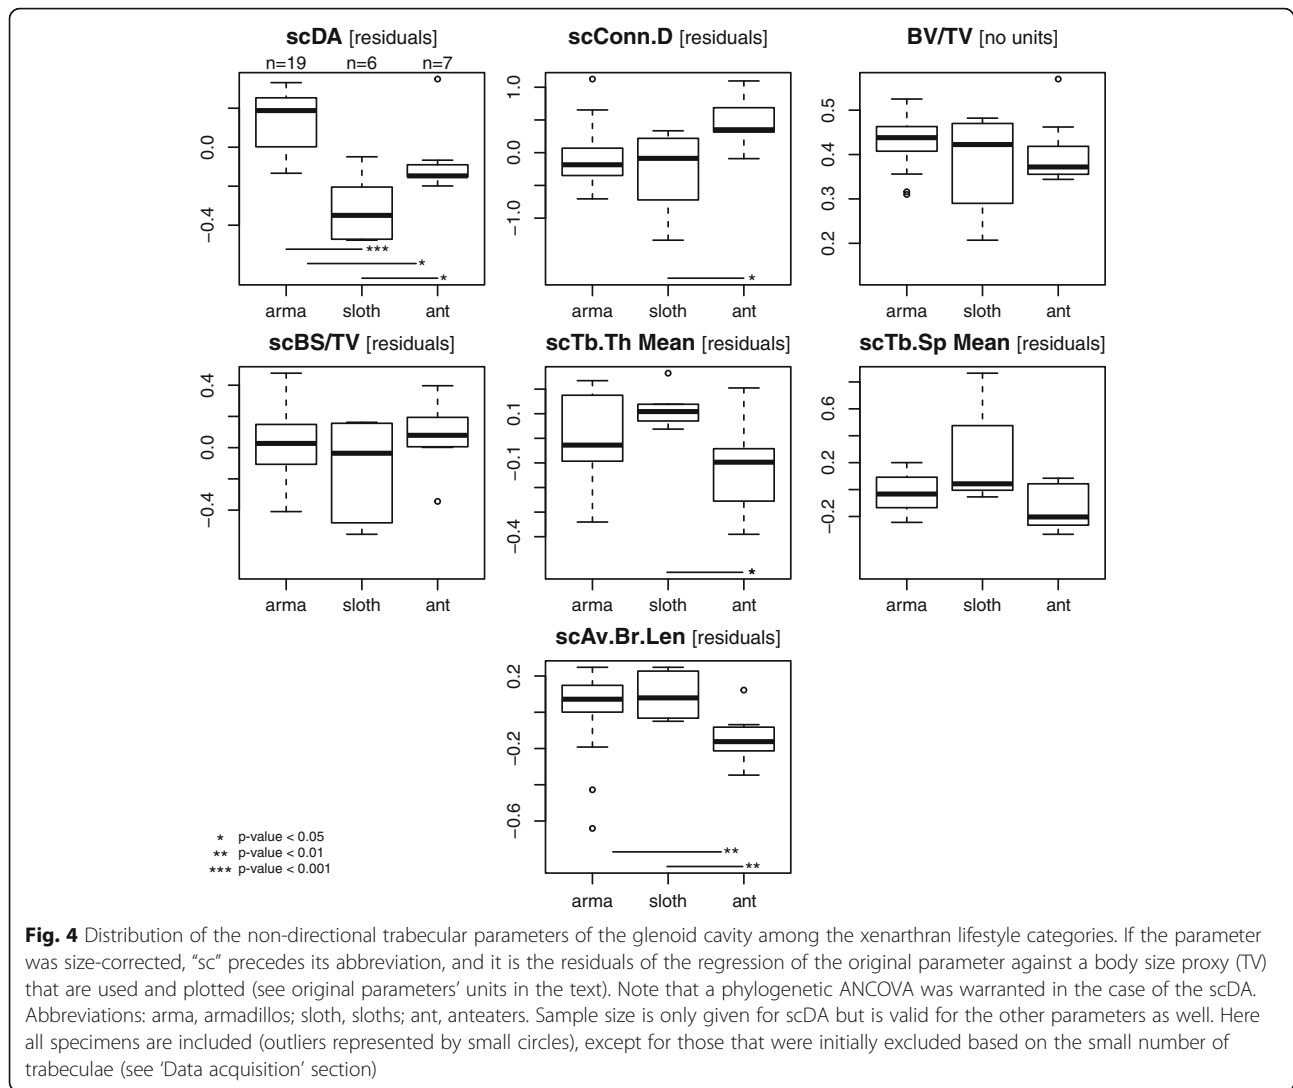 scDA [residuals]
scConn.D [residuals]
BV/TV [no units]
n=19 n=6 n=7
0.0
−0.4
***
*
*
arma sloth ant
1.0
0.0
−1.0
*
arma sloth ant
0.5
0.4
0.3
0.2
arma sloth ant
scBS/TV [residuals]
scTb.Th Mean [residuals]
scTb.Sp Mean [residuals]
0.4
0.0
−0.4
arma sloth ant
0.1
−0.1
−0.4
*
arma sloth ant
0.6
0.2
−0.2
arma sloth ant
scAv.Br.Len [residuals]
0.2
−0.2
−0.6
**
**
arma sloth ant
* p-value < 0.05
** p-value < 0.01
*** p-value < 0.001
Fig. 4 Distribution of the non-directional trabecular parameters of the glenoid cavity among the xenarthran lifestyle categories. If the parameter
was size-corrected, “sc” precedes its abbreviation, and it is the residuals of the regression of the original parameter against a body size proxy (TV)
that are used and plotted (see original parameters’ units in the text). Note that a phylogenetic ANCOVA was warranted in the case of the scDA.
Abbreviations: arma, armadillos; sloth, sloths; ant, anteaters. Sample size is only given for scDA but is valid for the other parameters as well. Here
all specimens are included (outliers represented by small circles), except for those that were initially excluded based on the small number of
trabeculae (see ‘Data acquisition’ section)